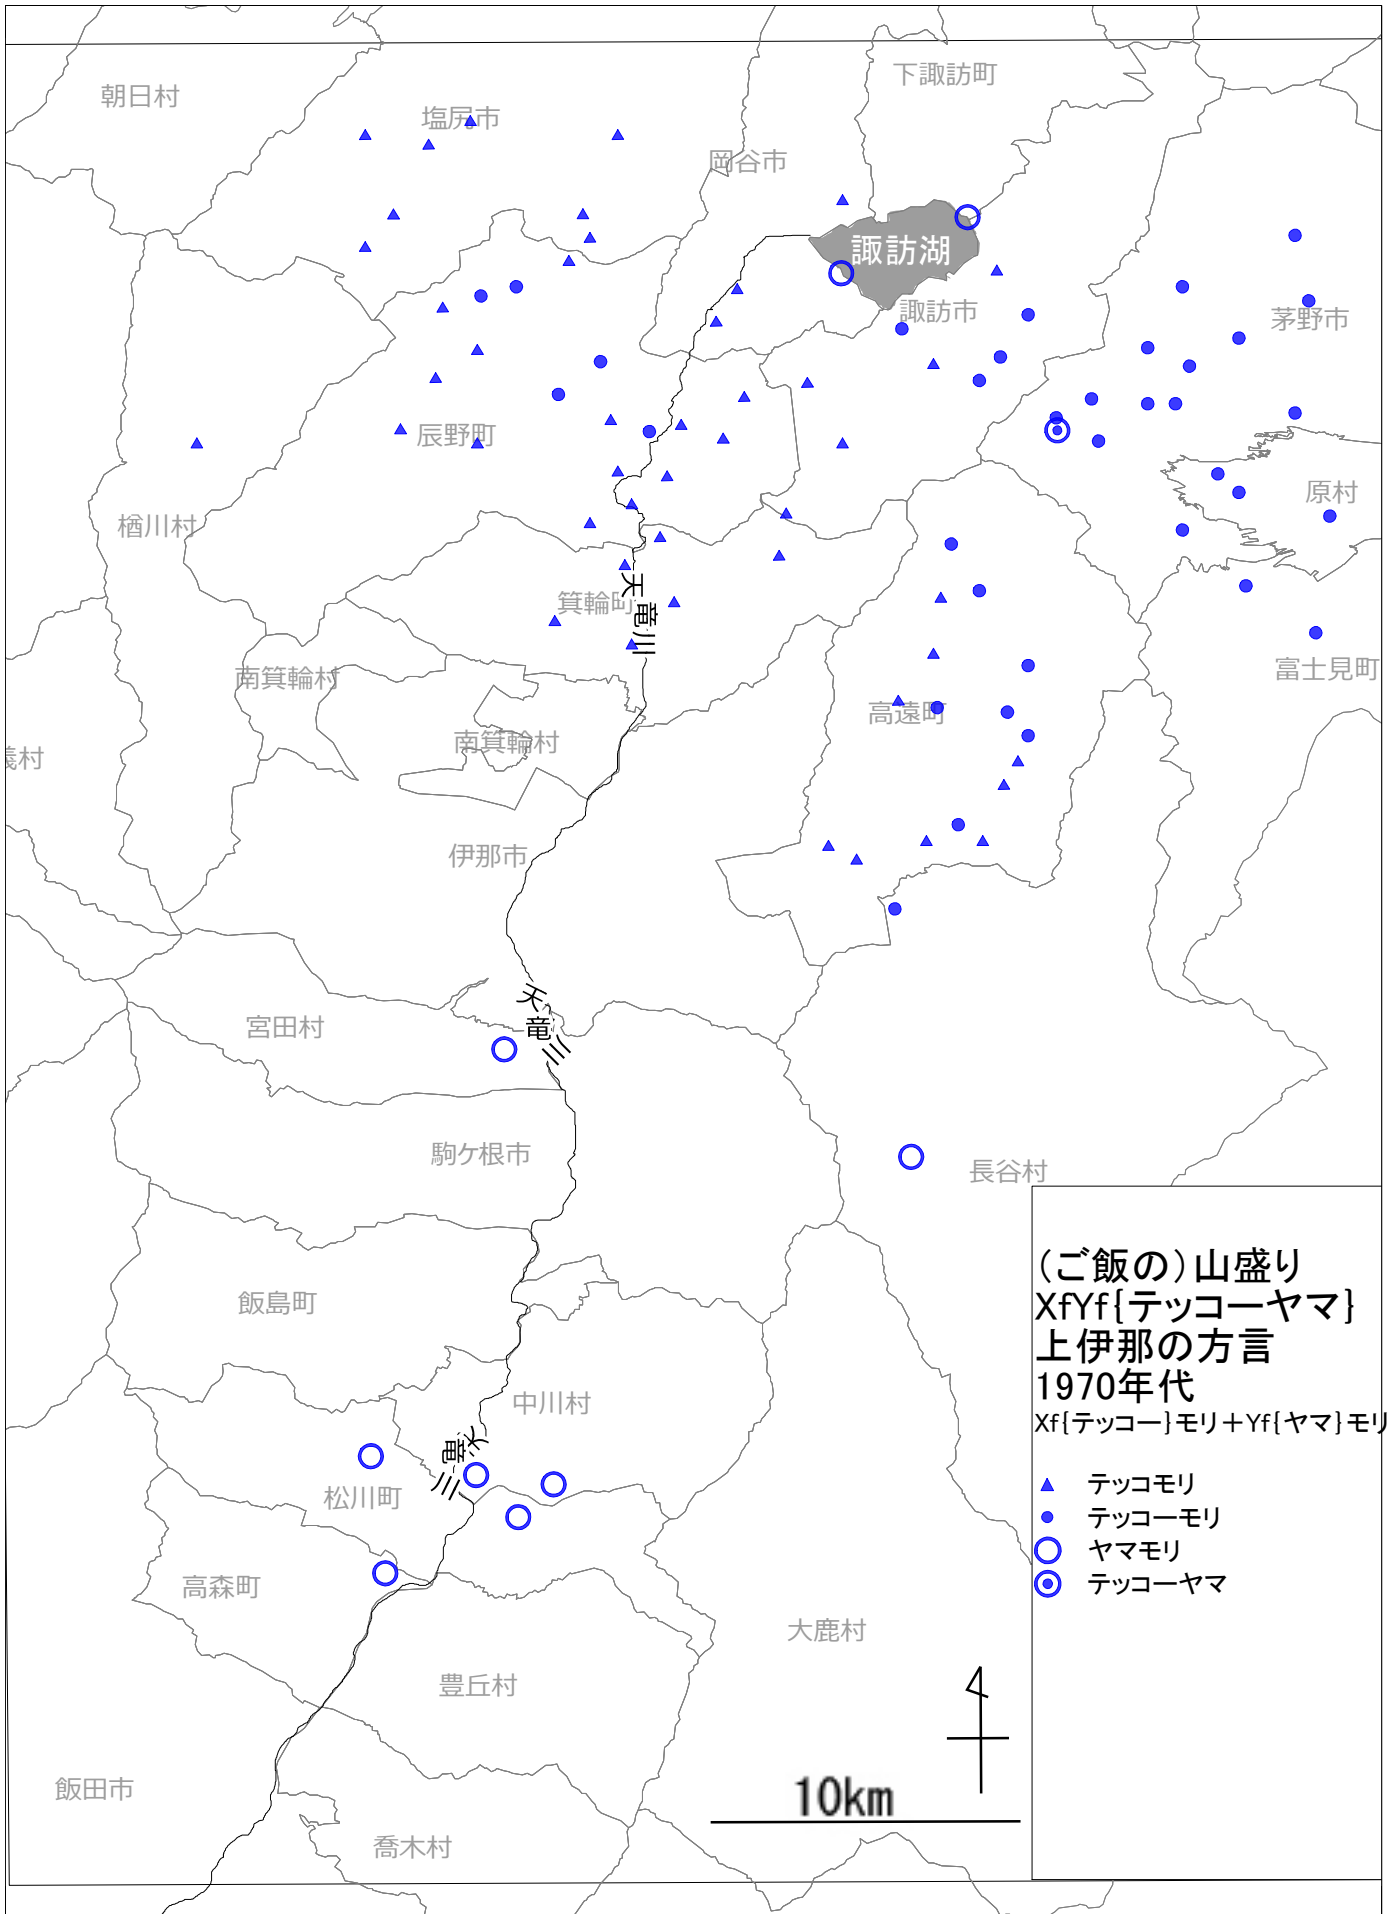 下諏訪町
朝日村
塩尻市
岡谷市
諏訪湖
諏訪市
茅野市
辰野町
原村
楢川村
天竜川
箕輪町
南箕輪村
富士見町
高遠町
南箕輪村
義村
伊那市
天竜川
宮田村
駒ケ根市
長谷村
飯島町
中川村
天竜川
松川町
高森町
大鹿村
豊丘村
飯田市
喬木村
10km
(ご飯の)山盛り
XfYf{テッコーヤマ}
上伊那の方言
1970年代
Xf{テッコー}モリ+Yf{ヤマ}モリ
テッコモリ
テッコーモリ
ヤマモリ
テッコーヤマ